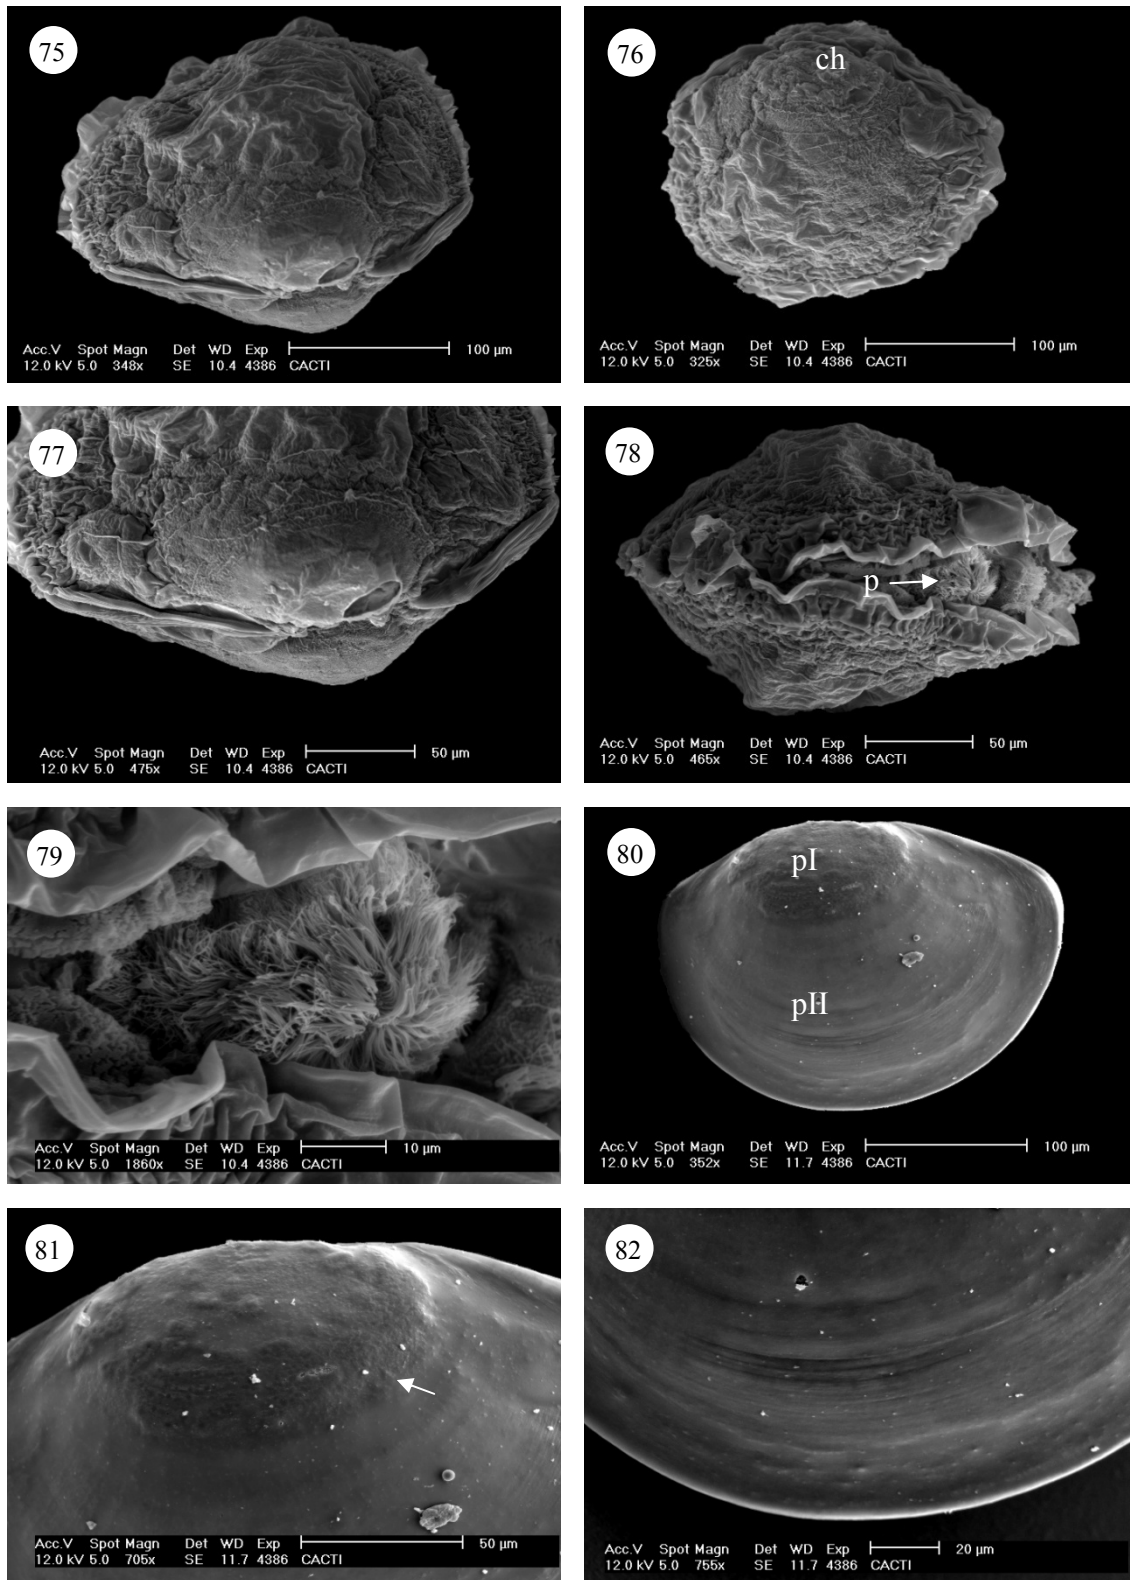 75
Acc.V Spot Magn Det WD Exp 100 µm
12.0 kV 5.0 348x SE 10.4 4386 CACTI
76
ch
Acc.V Spot Magn Det WD Exp 100 µm
12.0 kV 5.0 325x SE 10.4 4386 CACTI
77
Acc.V Spot Magn Det WD Exp 50 µm
12.0 kV 5.0 475x SE 10.4 4386 CACTI
78
p
Acc.V Spot Magn Det WD Exp 50 µm
12.0 kV 5.0 465x SE 10.4 4386 CACTI
79
Acc.V Spot Magn Det WD Exp 10 µm
12.0 kV 5.0 1860x SE 10.4 4386 CACTI
80
pI
pII
Acc.V Spot Magn Det WD Exp 100 µm
12.0 kV 5.0 352x SE 11.7 4386 CACTI
81
Acc.V Spot Magn Det WD Exp 50 µm
12.0 kV 5.0 705x SE 11.7 4386 CACTI
82
Acc.V Spot Magn Det WD Exp 20 µm
12.0 kV 5.0 755x SE 11.7 4386 CACTI